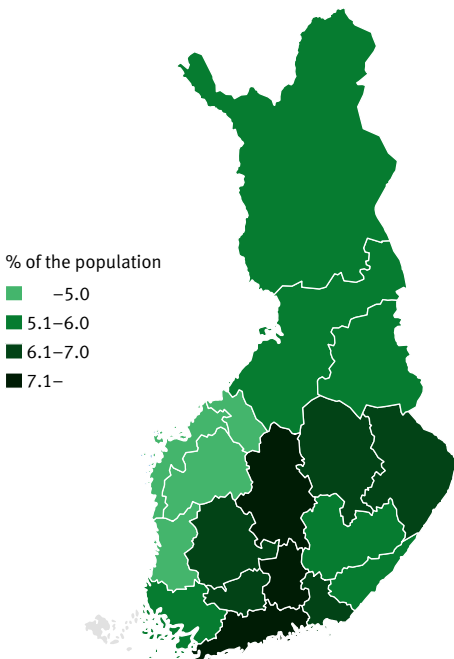 % of the population
–5.0
5.1–6.0
6.1–7.0
7.1–